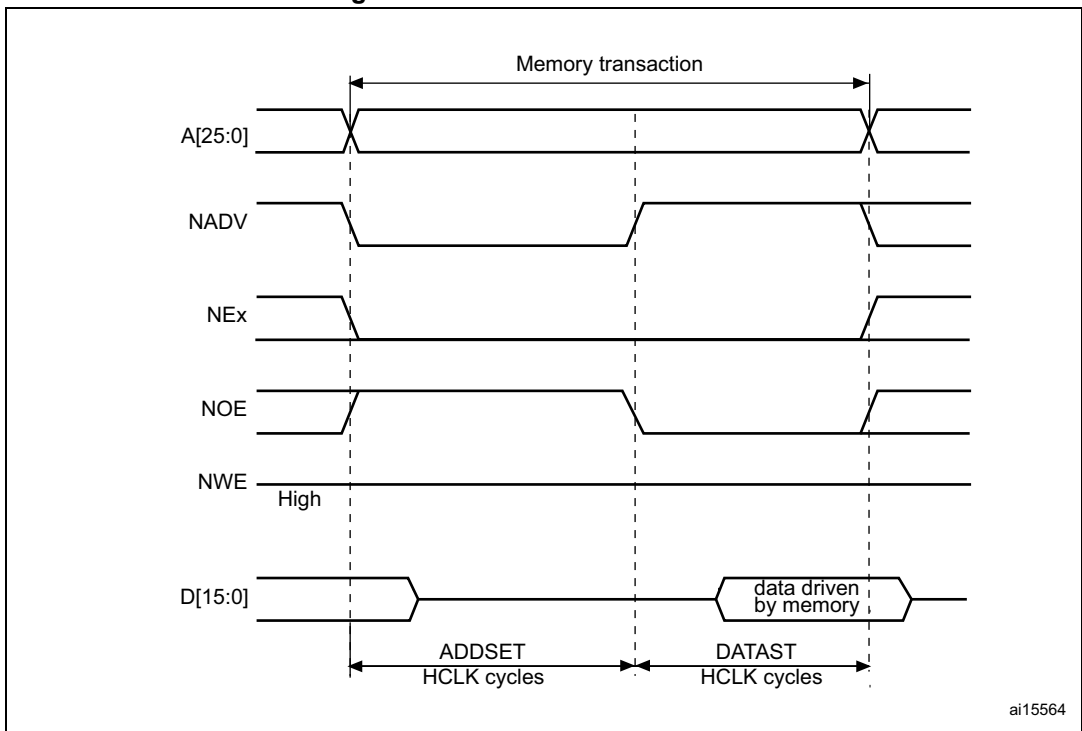 Memory transaction
A[25:0]
NADV
NEx
NOE
NWE
High
D[15:0]
data driven
by memory
ADDSET
HCLK cycles
DATAST
HCLK cycles
ai15564